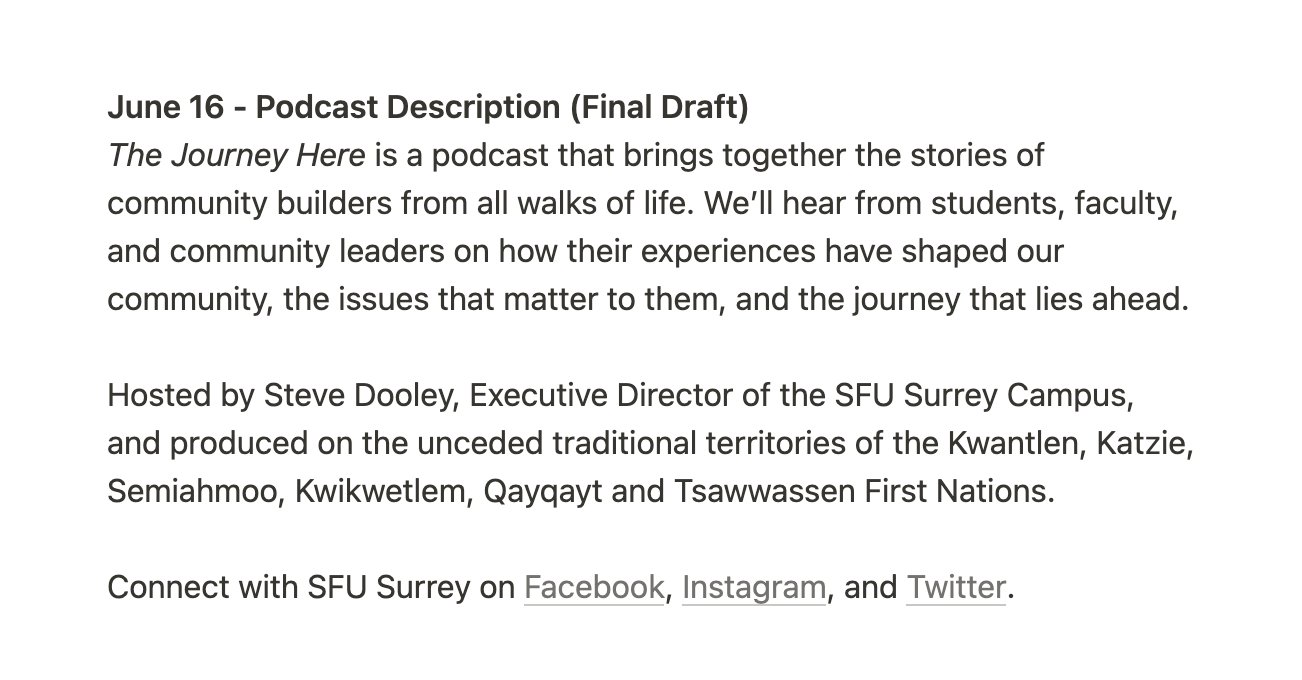 June 16 - Podcast Description (Final Draft)
The Journey Here is a podcast that brings together the stories of
community builders from all walks of life. We’ll hear from students, faculty,
and community leaders on how their experiences have shaped our
community, the issues that matter to them, and the journey that lies ahead.
Hosted by Steve Dooley, Executive Director of the SFU Surrey Campus,
and produced on the unceded traditional territories of the Kwantlen, Katzie,
Semiahmoo, Kwikwetlem, Qayqayt and Tsawwassen First Nations.
Connect with SFU Surrey on Facebook, Instagram, and Twitter.